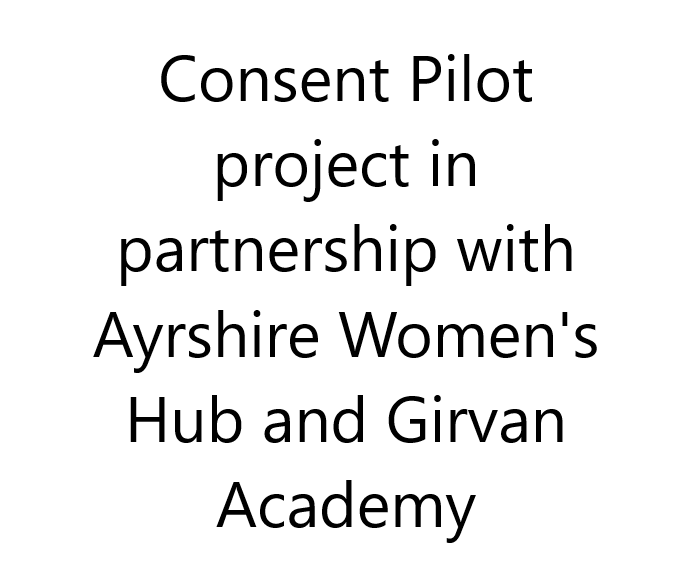 Consent Pilot
project in
partnership with
Ayrshire Women's
Hub and Girvan
Academy